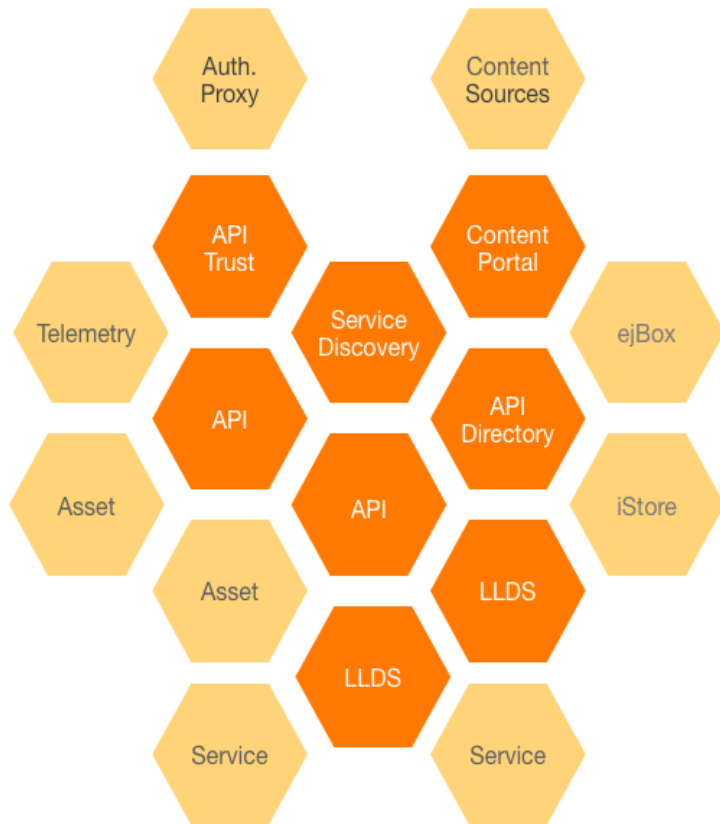 Auth.
Proxy
Content
Sources
API
Trust
Content
Portal
Telemetry
Service
Discovery
ejBox
API
API
Directory
Asset
API
iStore
Asset
LLDS
LLDS
Service
Service